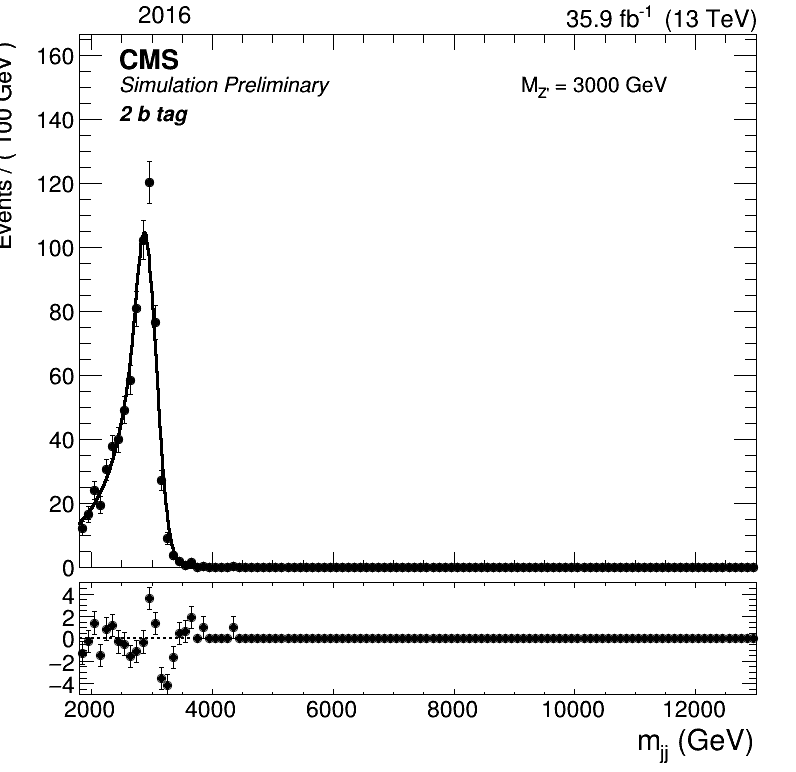 2016 35.9 fb⁻¹ (13 TeV)
CMS
Simulation Preliminary
2 b tag
M_Z' = 3000 GeV
Events / ( 100 GeV )
160
140
120
100
80
60
40
20
0
4
2
0
−2
−4
2000 4000 6000 8000 10000 12000
m_jj (GeV)